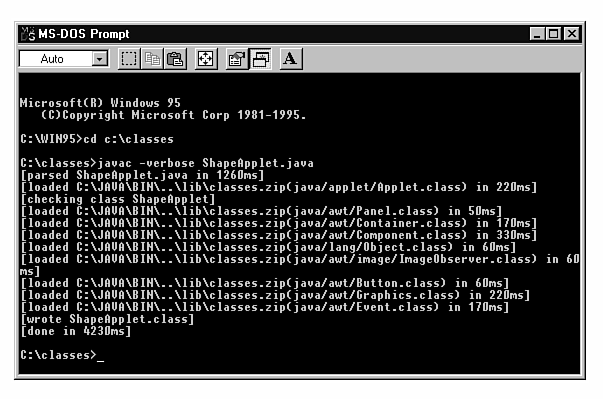 MS-DOS Prompt
Auto
A
Microsoft(R) Windows 95
(C)Copyright Microsoft Corp 1981-1995.
C:\WIN95>cd c:\classes
C:\classes>javac -verbose ShapeApplet.java
[parsed ShapeApplet.java in 1260ms]
[loaded C:\JAVA\BIN\..\lib\classes.zip(java/applet/Applet.class) in 220ms]
[checking class ShapeApplet]
[loaded C:\JAVA\BIN\..\lib\classes.zip(java/awt/Panel.class) in 50ms]
[loaded C:\JAVA\BIN\..\lib\classes.zip(java/awt/Container.class) in 170ms]
[loaded C:\JAVA\BIN\..\lib\classes.zip(java/awt/Component.class) in 330ms]
[loaded C:\JAVA\BIN\..\lib\classes.zip(java/lang/Object.class) in 60ms]
[loaded C:\JAVA\BIN\..\lib\classes.zip(java/awt/image/ImageObserver.class) in 60
ms]
[loaded C:\JAVA\BIN\..\lib\classes.zip(java/awt/Button.class) in 60ms]
[loaded C:\JAVA\BIN\..\lib\classes.zip(java/awt/Graphics.class) in 220ms]
[loaded C:\JAVA\BIN\..\lib\classes.zip(java/awt/Event.class) in 170ms]
[wrote ShapeApplet.class]
[done in 4230ms]
C:\classes>_